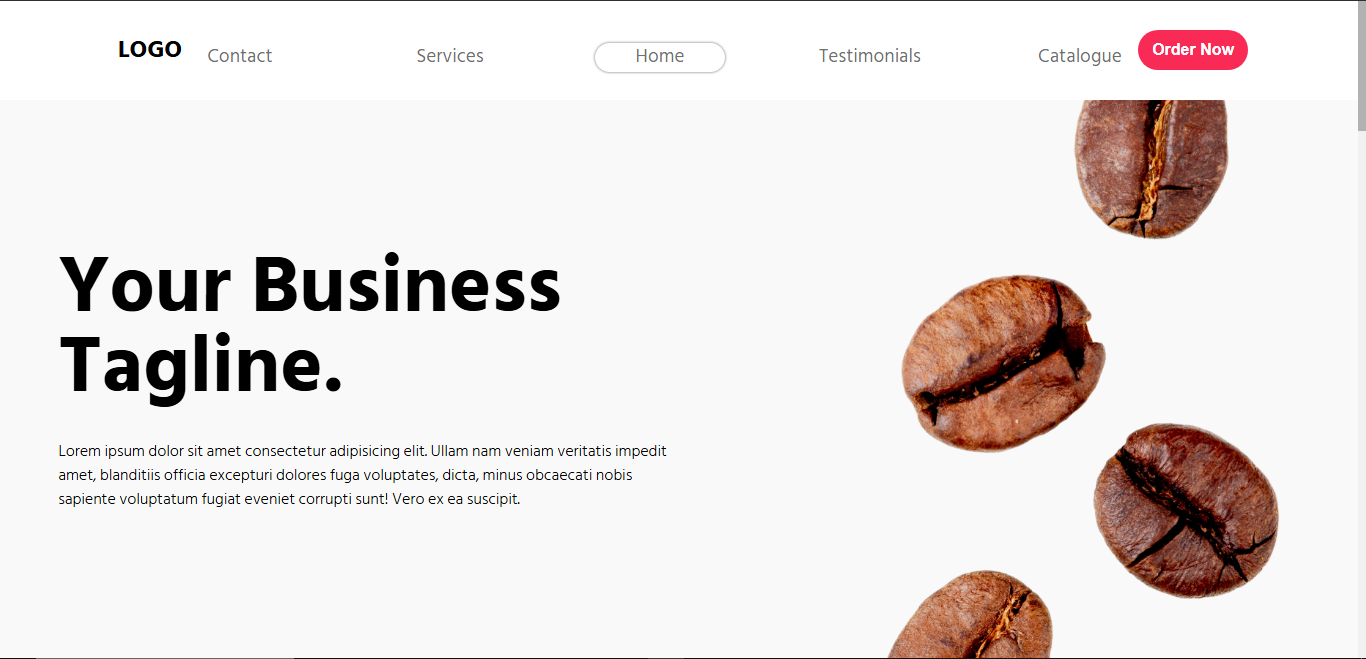 LOGO Contact Services Home Testimonials Catalogue Order Now
Your Business
Tagline.
Lorem ipsum dolor sit amet consectetur adipisicing elit. Ullam nam veniam veritatis impedit
amet, blanditiis officia excepturi dolores fuga voluptates, dicta, minus obcaecati nobis
sapiente voluptatum fugiat eveniet corrupti sunt! Vero ex ea suscipit.